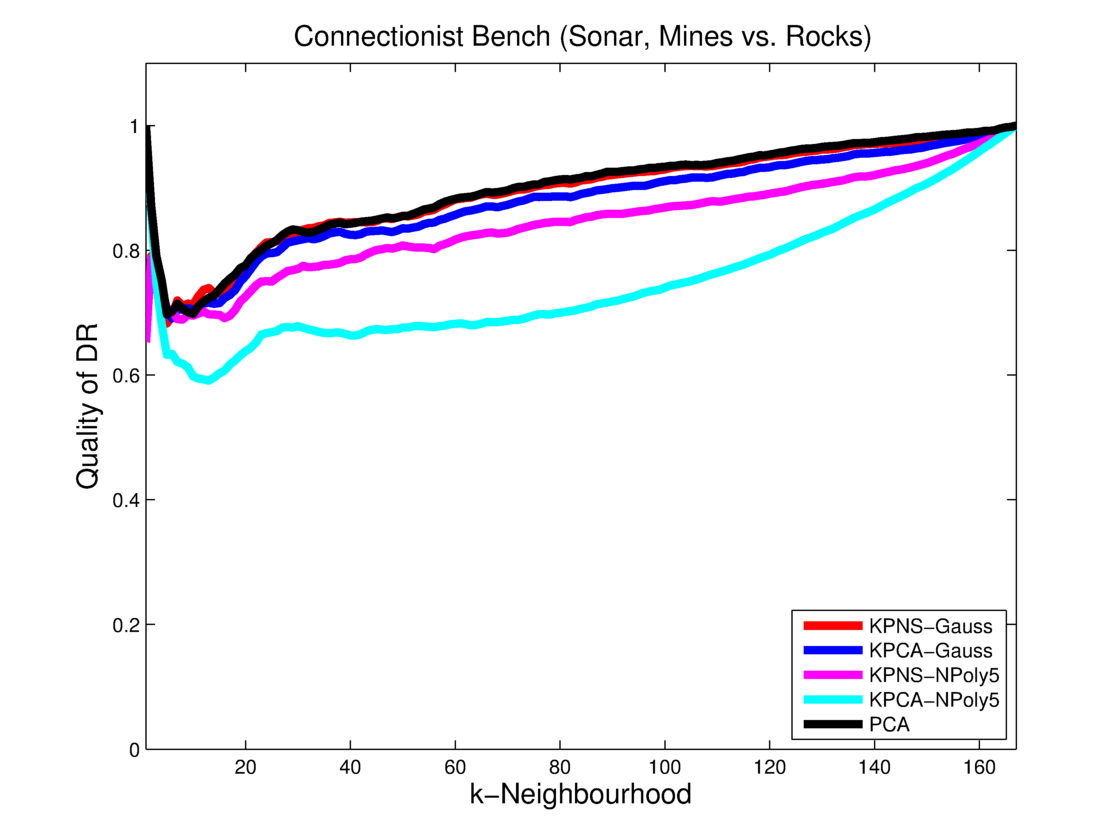 Connectionist Bench (Sonar, Mines vs. Rocks)
Quality of DR
1
0.8
0.6
0.4
0.2
0
20 40 60 80 100 120 140 160
k−Neighbourhood
KPNS−Gauss
KPCA−Gauss
KPNS−NPoly5
KPCA−NPoly5
PCA